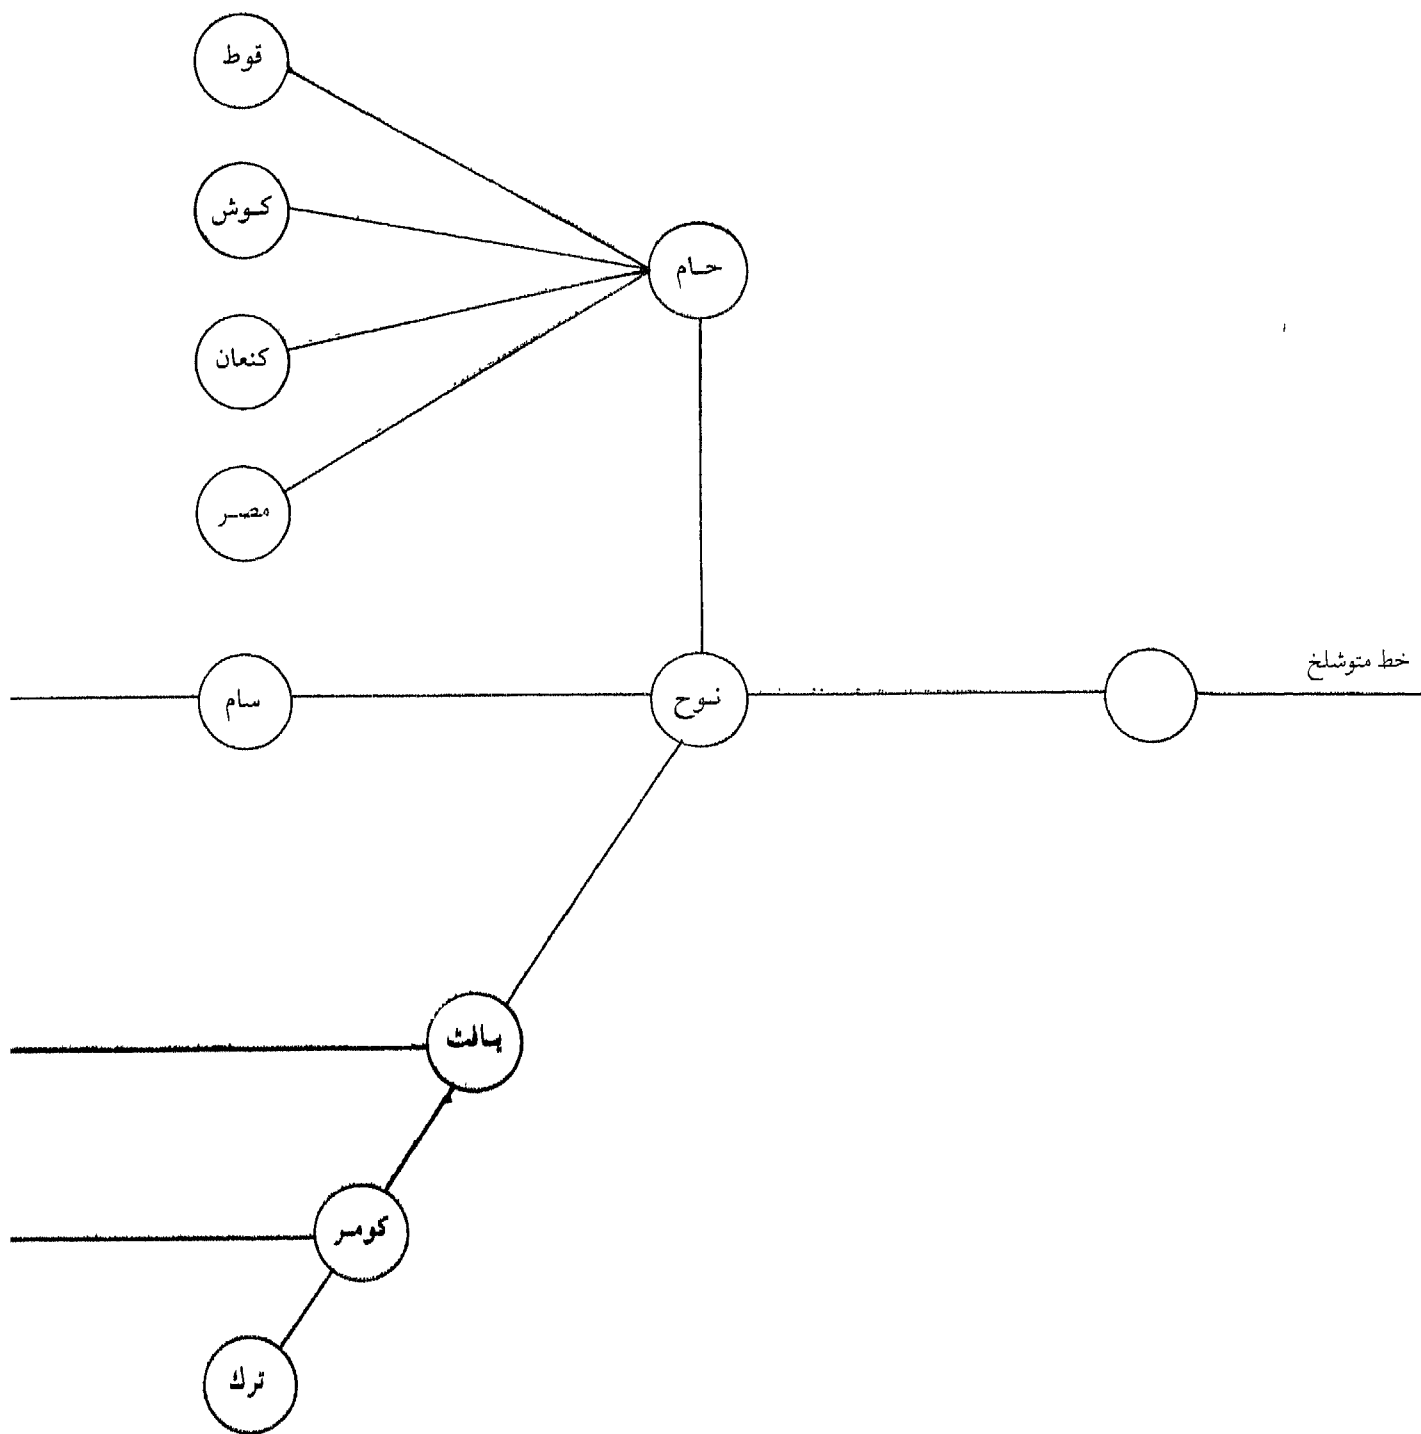 قوط
كوش
حام
كنعان
مصر
خط متوشلخ
نوح
سام
يافث
كومر
ترك